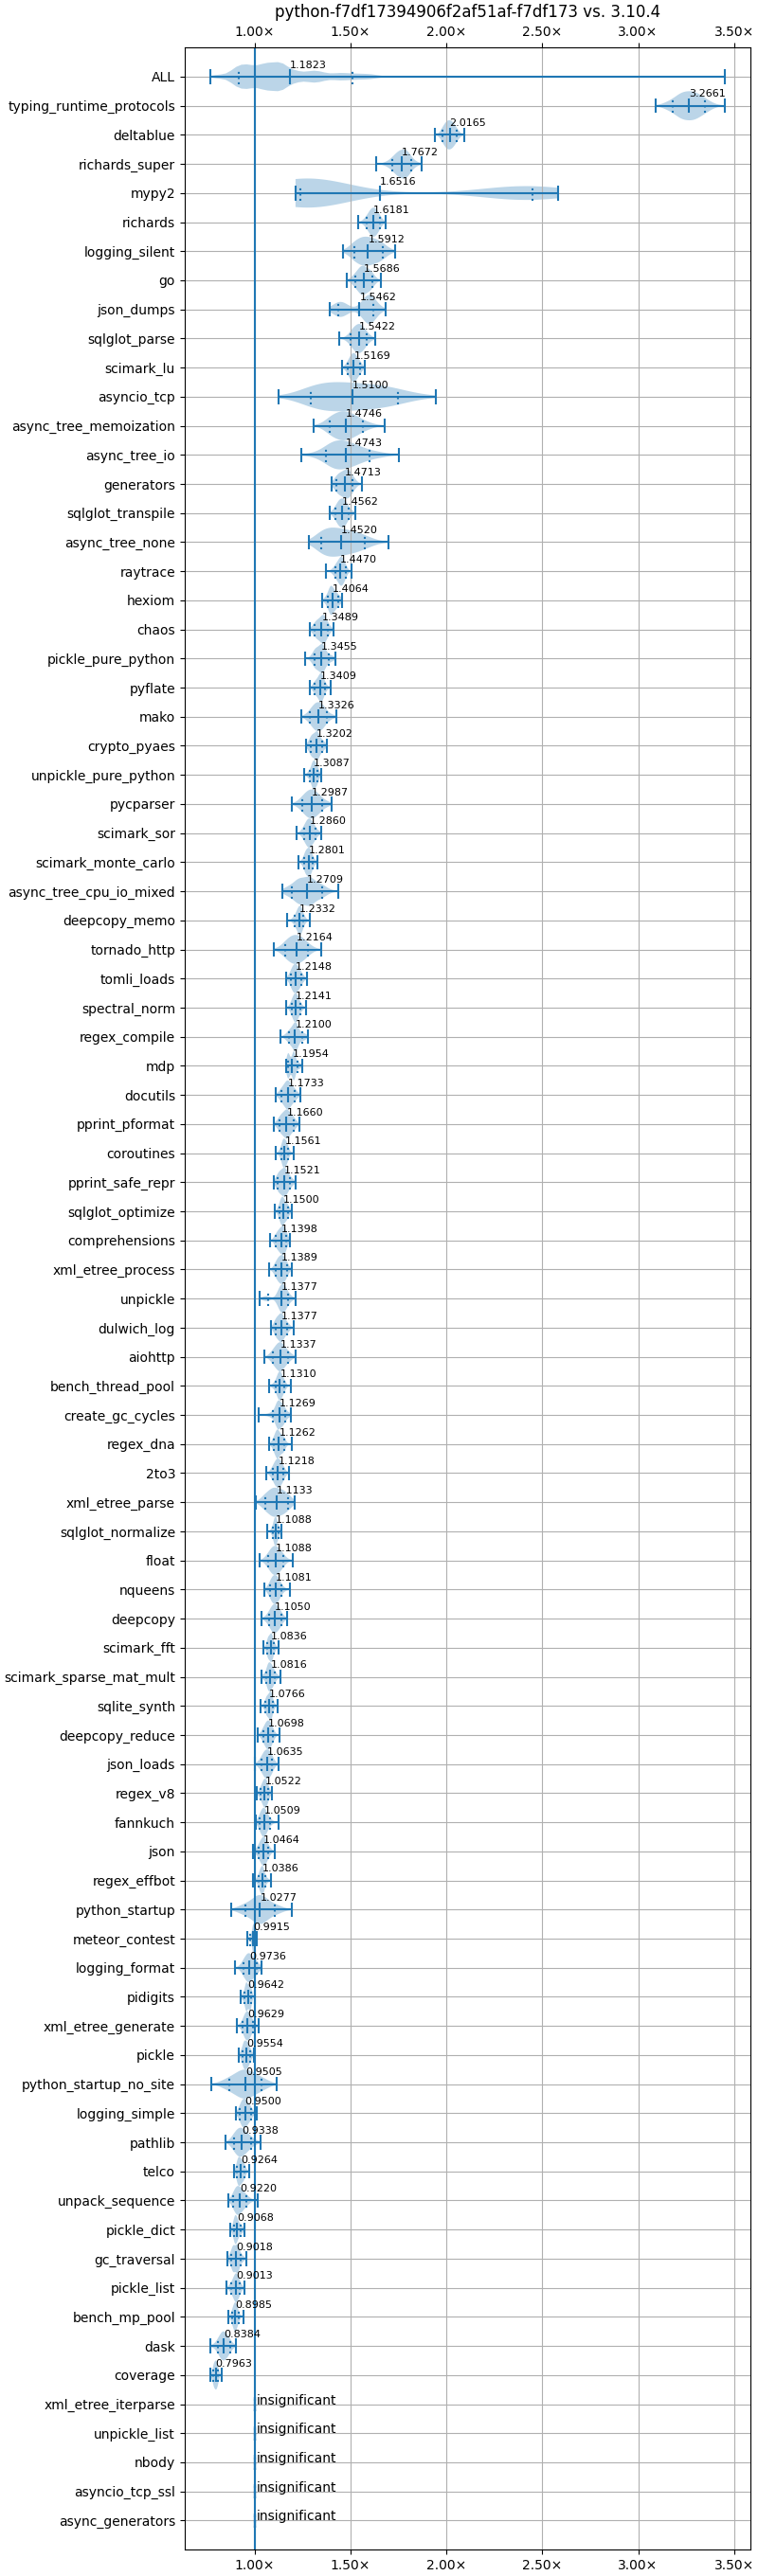 python-f7df17394906f2af51af-f7df173 vs. 3.10.4
1.00× 1.50× 2.00× 2.50× 3.00× 3.50×
ALL 1.1823
typing_runtime_protocols 3.2661
deltablue 2.0165
richards_super 1.7672
mypy2 1.6516
richards 1.6181
logging_silent 1.5912
go 1.5686
json_dumps 1.5462
sqlglot_parse 1.5422
scimark_lu 1.5169
asyncio_tcp 1.5100
async_tree_memoization 1.4746
async_tree_io 1.4743
generators 1.4713
sqlglot_transpile 1.4562
async_tree_none 1.4520
raytrace 1.4470
hexiom 1.4064
chaos 1.3489
pickle_pure_python 1.3455
pyflate 1.3409
mako 1.3326
crypto_pyaes 1.3202
unpickle_pure_python 1.3087
pycparser 1.2987
scimark_sor 1.2860
scimark_monte_carlo 1.2801
async_tree_cpu_io_mixed 1.2709
deepcopy_memo 1.2332
tornado_http 1.2164
tomli_loads 1.2148
spectral_norm 1.2141
regex_compile 1.2100
mdp 1.1954
docutils 1.1733
pprint_pformat 1.1660
coroutines 1.1561
pprint_safe_repr 1.1521
sqlglot_optimize 1.1500
comprehensions 1.1398
xml_etree_process 1.1389
unpickle 1.1377
dulwich_log 1.1377
aiohttp 1.1337
bench_thread_pool 1.1310
create_gc_cycles 1.1269
regex_dna 1.1262
2to3 1.1218
xml_etree_parse 1.1133
sqlglot_normalize 1.1088
float 1.1088
nqueens 1.1081
deepcopy 1.1050
scimark_fft 1.0836
scimark_sparse_mat_mult 1.0816
sqlite_synth 1.0766
deepcopy_reduce 1.0698
json_loads 1.0635
regex_v8 1.0522
fannkuch 1.0509
json 1.0464
regex_effbot 1.0386
python_startup 1.0277
meteor_contest 0.9915
logging_format 0.9736
pidigits 0.9642
xml_etree_generate 0.9629
pickle 0.9554
python_startup_no_site 0.9505
logging_simple 0.9500
pathlib 0.9338
telco 0.9264
unpack_sequence 0.9220
pickle_dict 0.9068
gc_traversal 0.9018
pickle_list 0.9013
bench_mp_pool 0.8985
dask 0.8384
coverage 0.7963
xml_etree_iterparse insignificant
unpickle_list insignificant
nbody insignificant
asyncio_tcp_ssl insignificant
async_generators insignificant
1.00× 1.50× 2.00× 2.50× 3.00× 3.50×